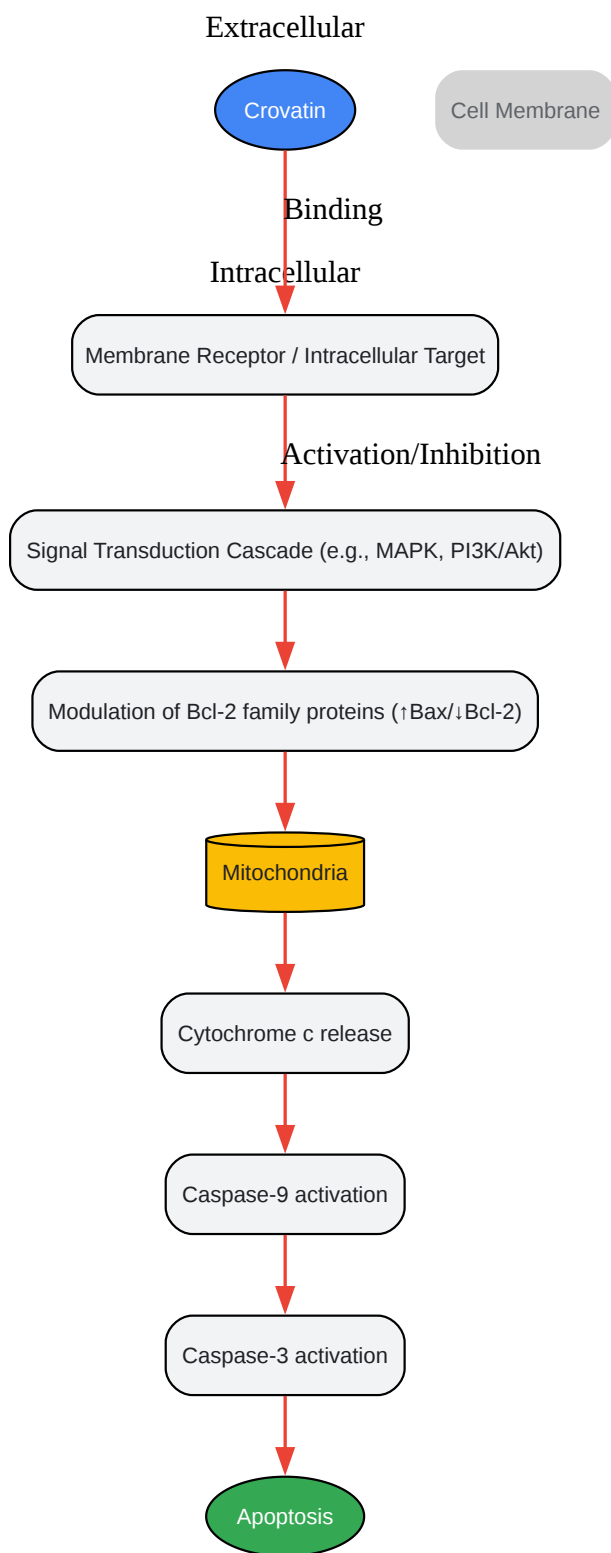 Extracellular
Crovatin
Cell Membrane
Binding
Intracellular
Membrane Receptor / Intracellular Target
Activation/Inhibition
Signal Transduction Cascade (e.g., MAPK, PI3K/Akt)
Modulation of Bcl-2 family proteins (↑Bax/↓Bcl-2)
Mitochondria
Cytochrome c release
Caspase-9 activation
Caspase-3 activation
Apoptosis